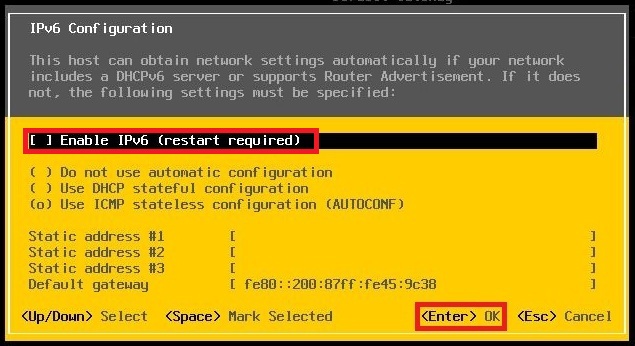 IPv6 Configuration
This host can obtain network settings automatically if your network
includes a DHCPv6 server or supports Router Advertisement. If it does
not, the following settings must be specified:
[ ] Enable IPv6 (restart required)
( ) Do not use automatic configuration
( ) Use DHCP stateful configuration
(o) Use ICMP stateless configuration (AUTOCONF)
Static address #1 [ ]
Static address #2 [ ]
Static address #3 [ ]
Default gateway [ fe80::200:87ff:fe45:9c38 ]
<Up/Down> Select <Space> Mark Selected <Enter> OK <Esc> Cancel